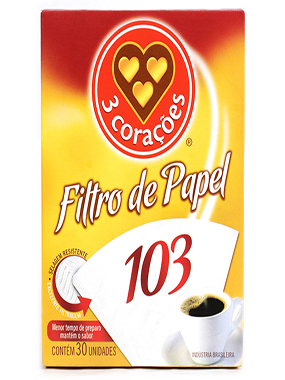 3 corações
®
Filtro de Papel
103
SELAGEM RESISTENTE
Menor tempo de preparo
mantém o sabor
CONTÉM 30 UNIDADES
INDÚSTRIA BRASILEIRA